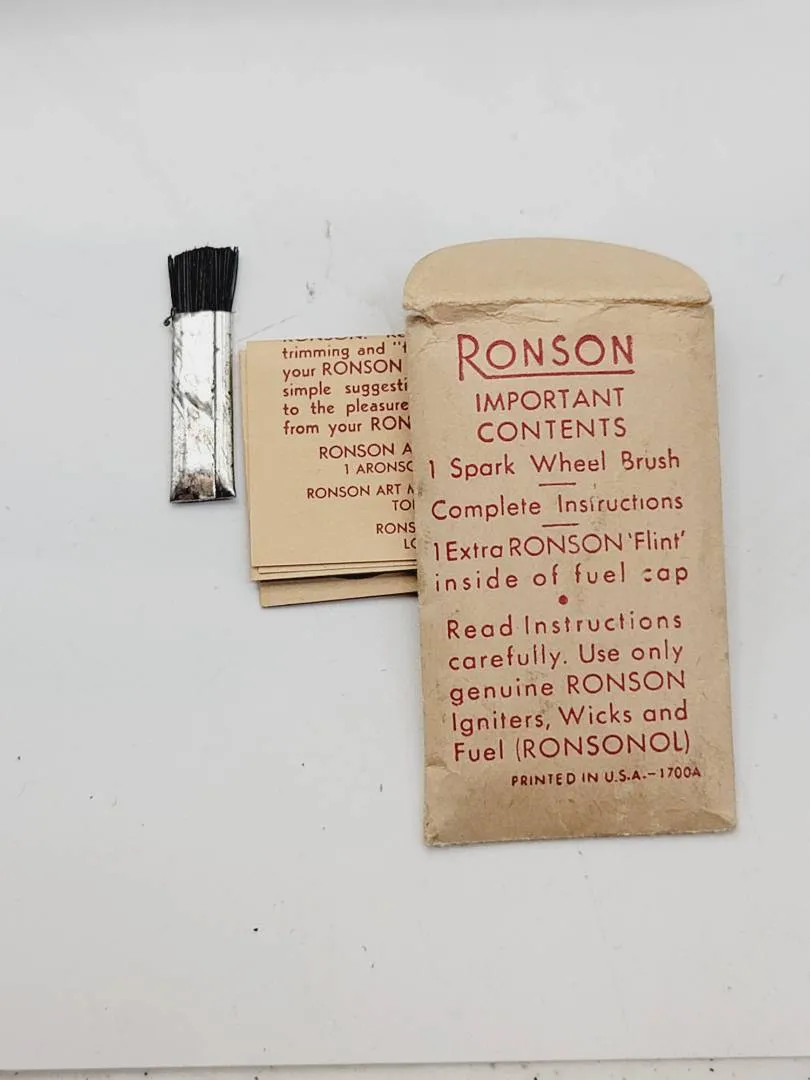 trimming and "
your RONSON
simple suggesti
to the pleasure
from your RON
RONSON A
1 ARONSO
RONSON ART M
TO
RONS
LO
RONSON
IMPORTANT
CONTENTS
1 Spark Wheel Brush
Complete Instructions
1 Extra RONSON 'Flint'
inside of fuel cap
Read Instructions
carefully. Use only
genuine RONSON
Igniters, Wicks and
Fuel (RONSONOL)
PRINTED IN U.S.A.-1700A